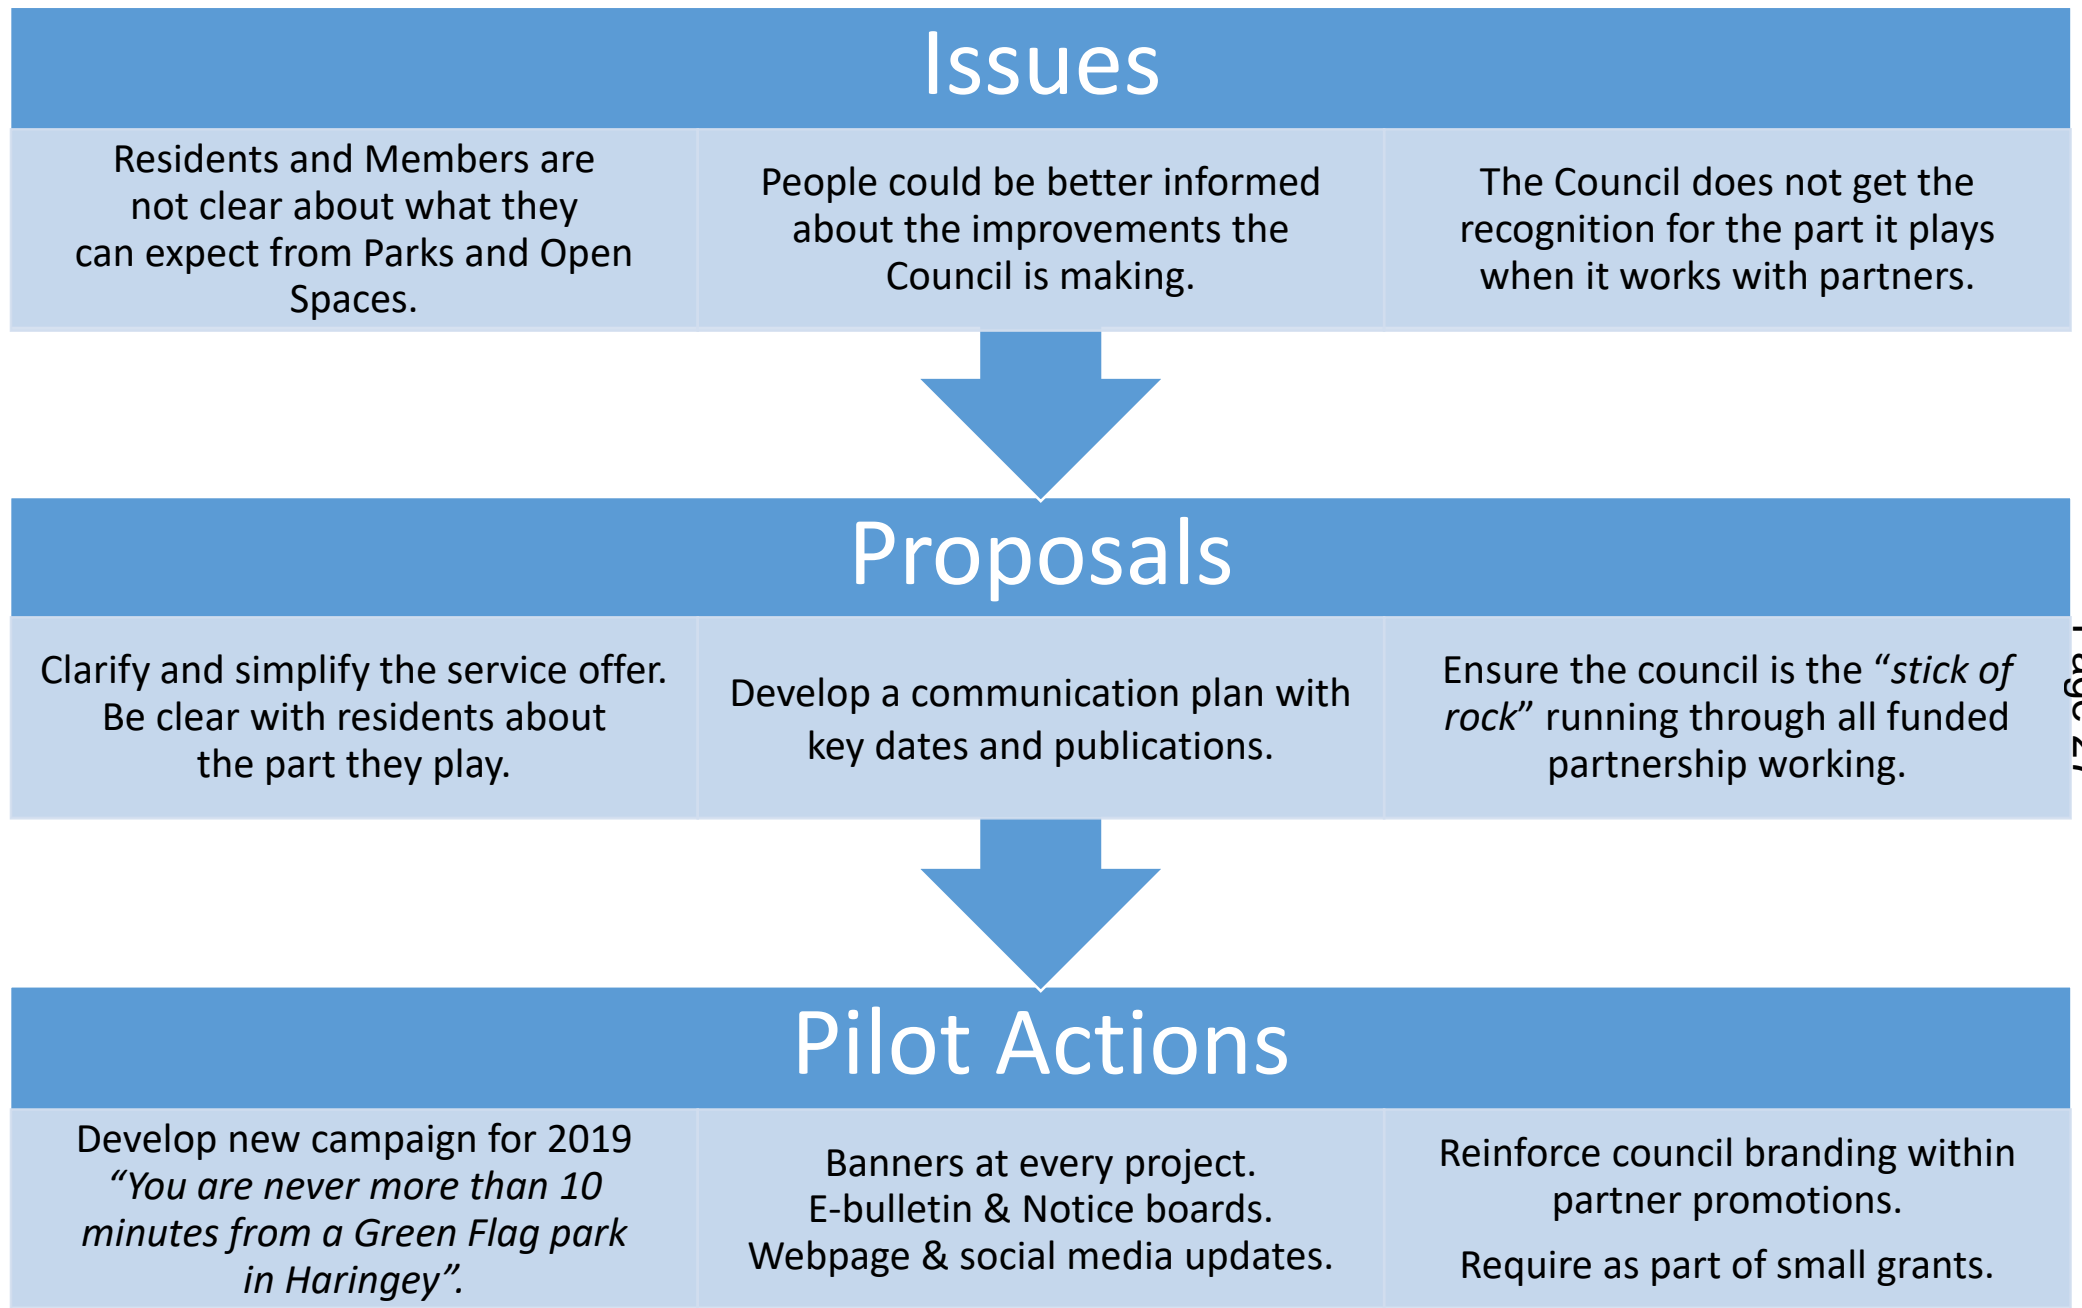 Issues
Residents and Members are
not clear about what they
can expect from Parks and Open
Spaces.
People could be better informed
about the improvements the
Council is making.
The Council does not get the
recognition for the part it plays
when it works with partners.
Proposals
Clarify and simplify the service offer.
Be clear with residents about
the part they play.
Develop a communication plan with
key dates and publications.
Ensure the council is the “stick of
rock” running through all funded
partnership working.
Page 27
Pilot Actions
Develop new campaign for 2019
“You are never more than 10
minutes from a Green Flag park
in Haringey”.
Banners at every project.
E-bulletin & Notice boards.
Webpage & social media updates.
Reinforce council branding within
partner promotions.
Require as part of small grants.